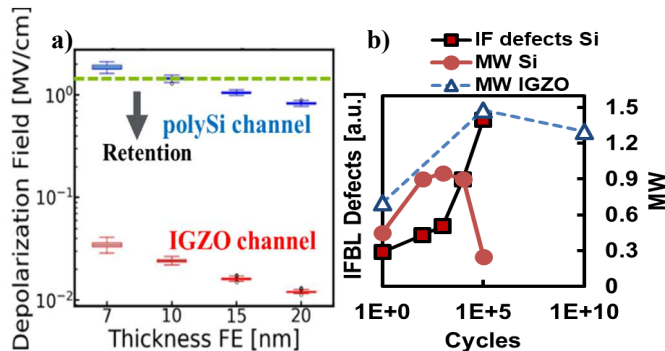 a)
Depolarization Field [MV/cm]
10⁰
10⁻¹
10⁻²
polySi channel
Retention
IGZO channel
7
10
15
20
Thickness FE [nm]
b)
IF defects Si
MW Si
MW IGZO
IFBL Defects [a.u.]
1.5
1.2
0.9
0.6
0.3
0
MW
1E+0
1E+5
1E+10
Cycles